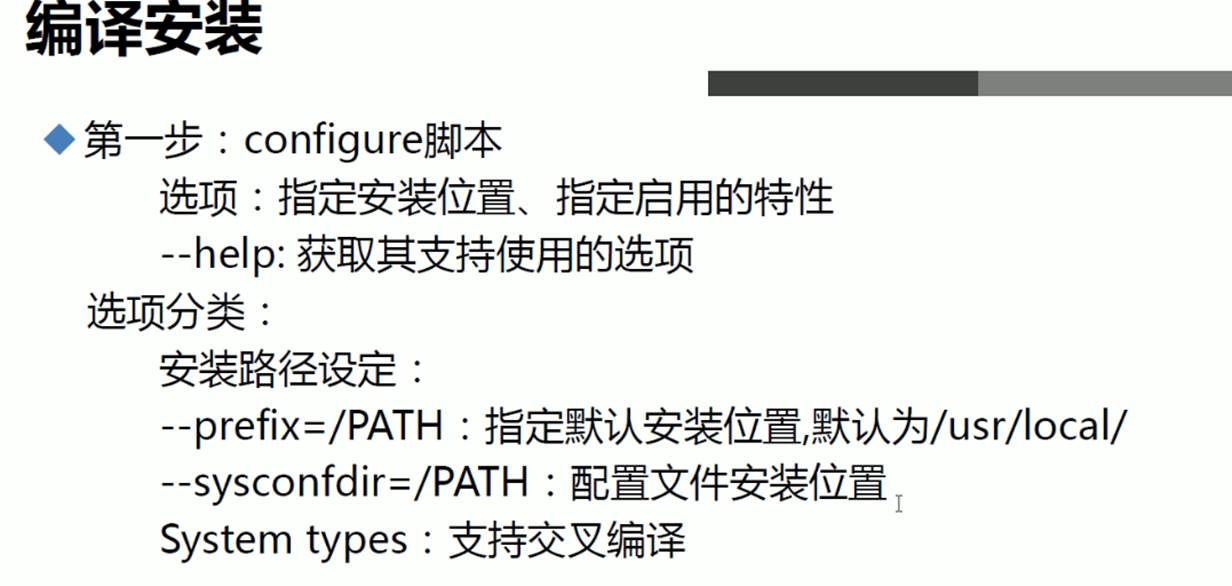 编译安装
第一步：configure脚本
选项：指定安装位置、指定启用的特性
--help: 获取其支持使用的选项
选项分类：
安装路径设定：
--prefix=/PATH：指定默认安装位置,默认为/usr/local/
--sysconfdir=/PATH：配置文件安装位置
System types：支持交叉编译